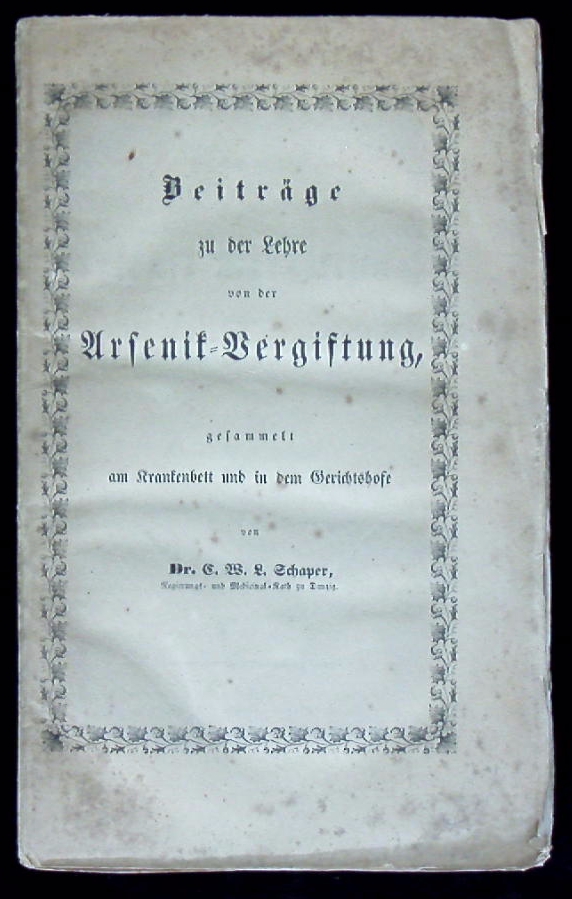 Beiträge
zu der Lehre
von der
Arſenik-Vergiftung,
geſammelt
am Krankenbett und in dem Gerichtshofe
von
Dr. C. W. L. Schaper,
Regierungs- und Medicinal-Rath zu Danzig.